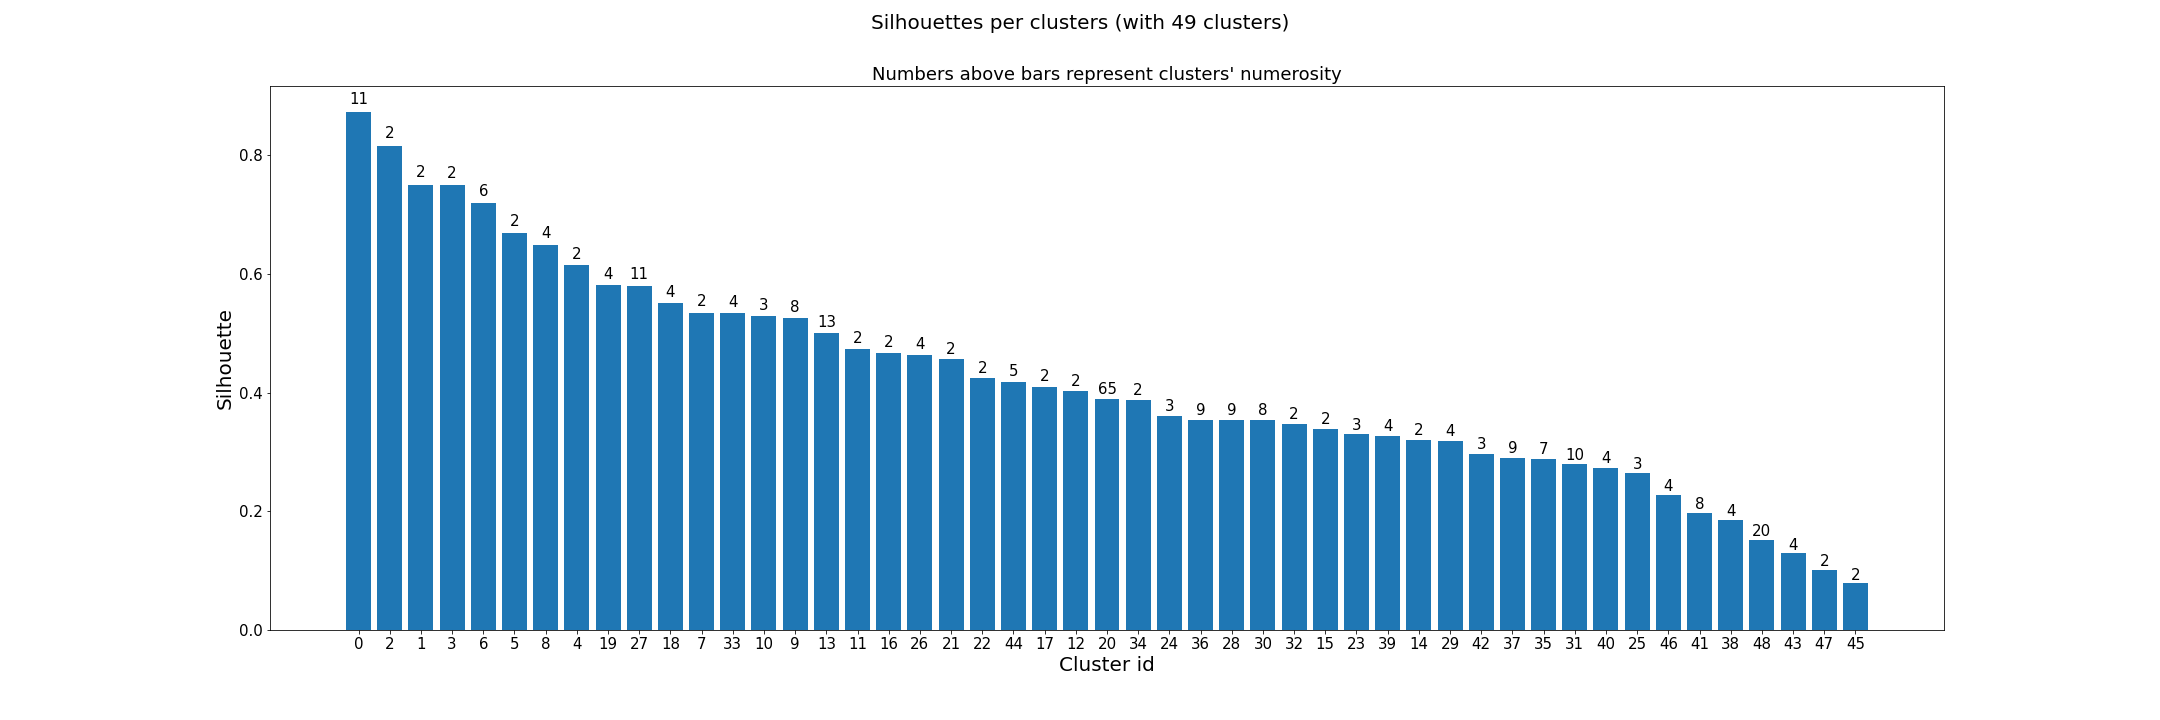 Silhouettes per clusters (with 49 clusters)
Numbers above bars represent clusters' numerosity
11 2 2 2 6 2 4 2 4 11 4 2 4 3 8 13 2 2 4 2 2 5 2 2 65 2 3 9 9 8 2 2 3 4 2 4 3 9 7 10 4 3 4 8 4 20 4 2 2
0.8
0.6
0.4
0.2
0.0
Silhouette
0 2 1 3 6 5 8 4 19 27 18 7 33 10 9 13 11 16 26 21 22 44 17 12 20 34 24 36 28 30 32 15 23 39 14 29 42 37 35 31 40 25 46 41 38 48 43 47 45
Cluster id